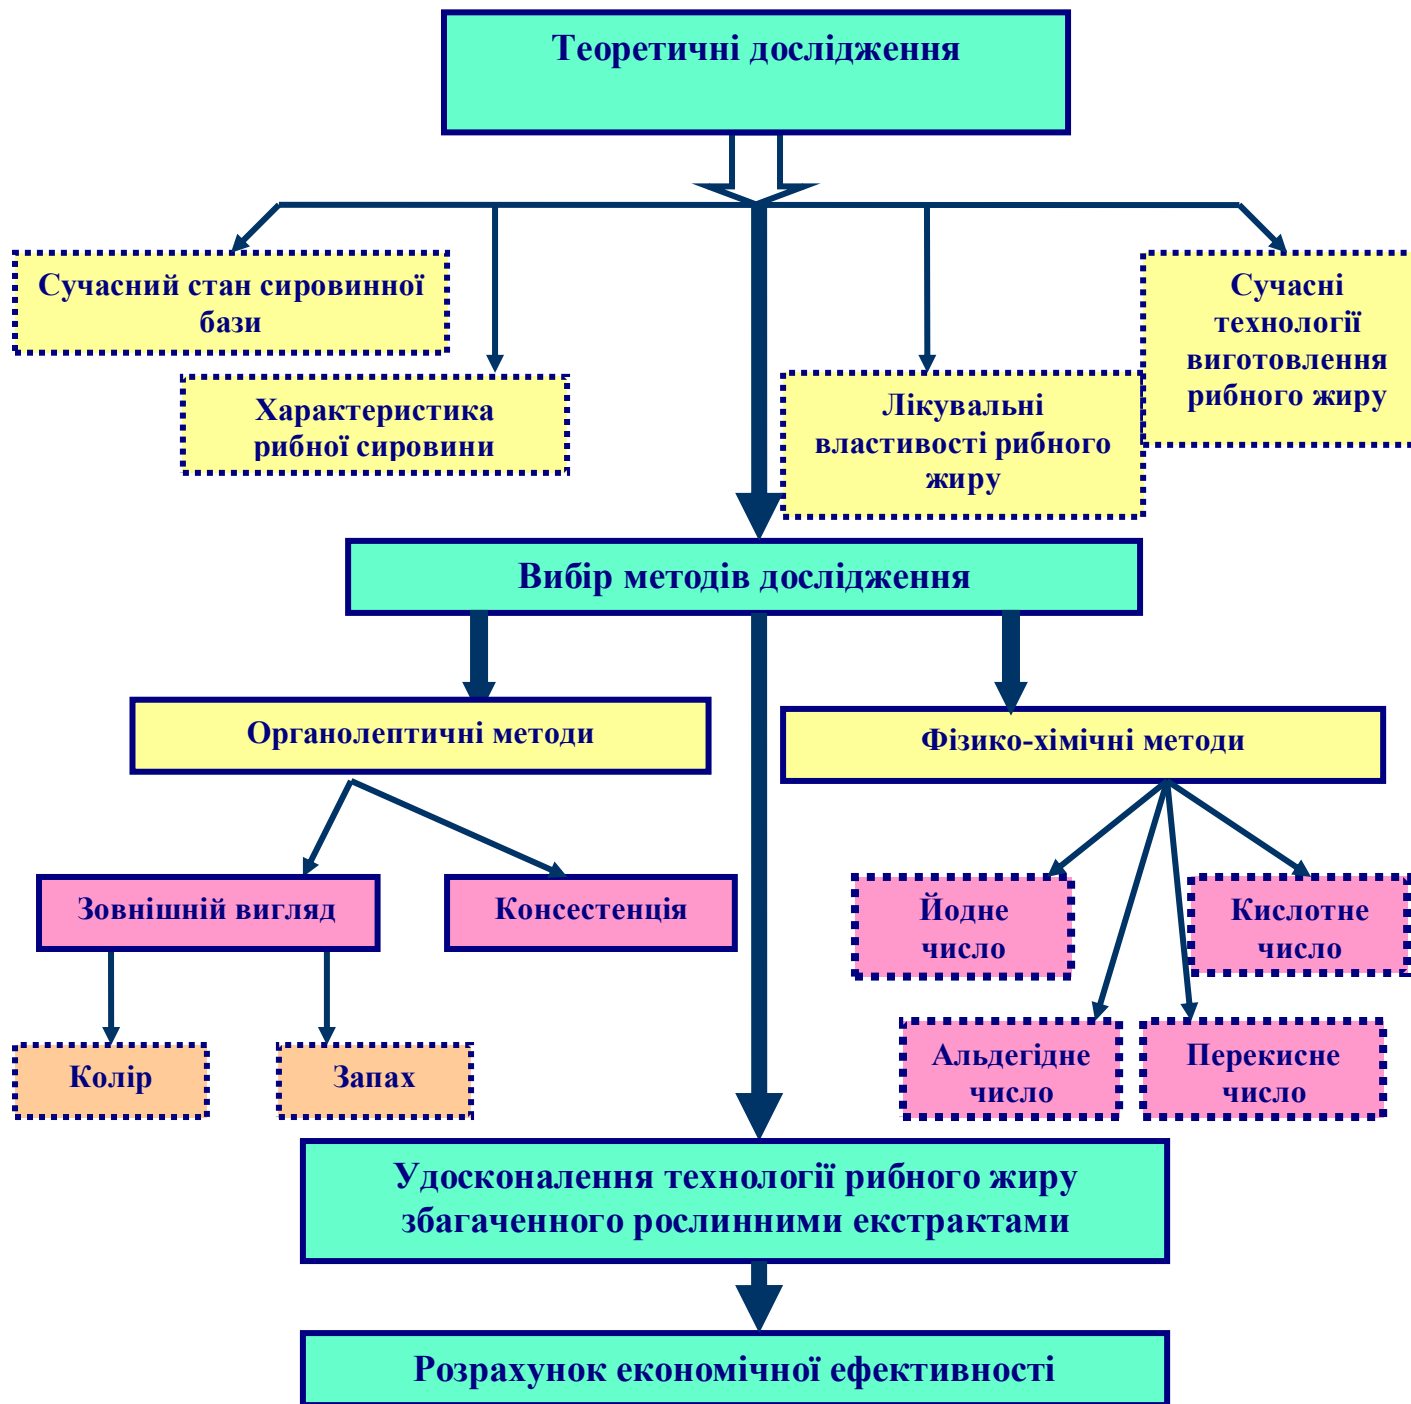 Теоретичні дослідження
Сучасний стан сировинної
бази
Характеристика
рибної сировини
Лікувальні
властивості рибного
жиру
Сучасні
технології
виготовлення
рибного жиру
Вибір методів дослідження
Органолептичні методи
Фізико-хімічні методи
Зовнішній вигляд
Консестенція
Йодне
число
Кислотне
число
Колір
Запах
Альдегідне
число
Перекисне
число
Удосконалення технології рибного жиру
збагаченного рослинними екстрактами
Розрахунок економічної ефективності